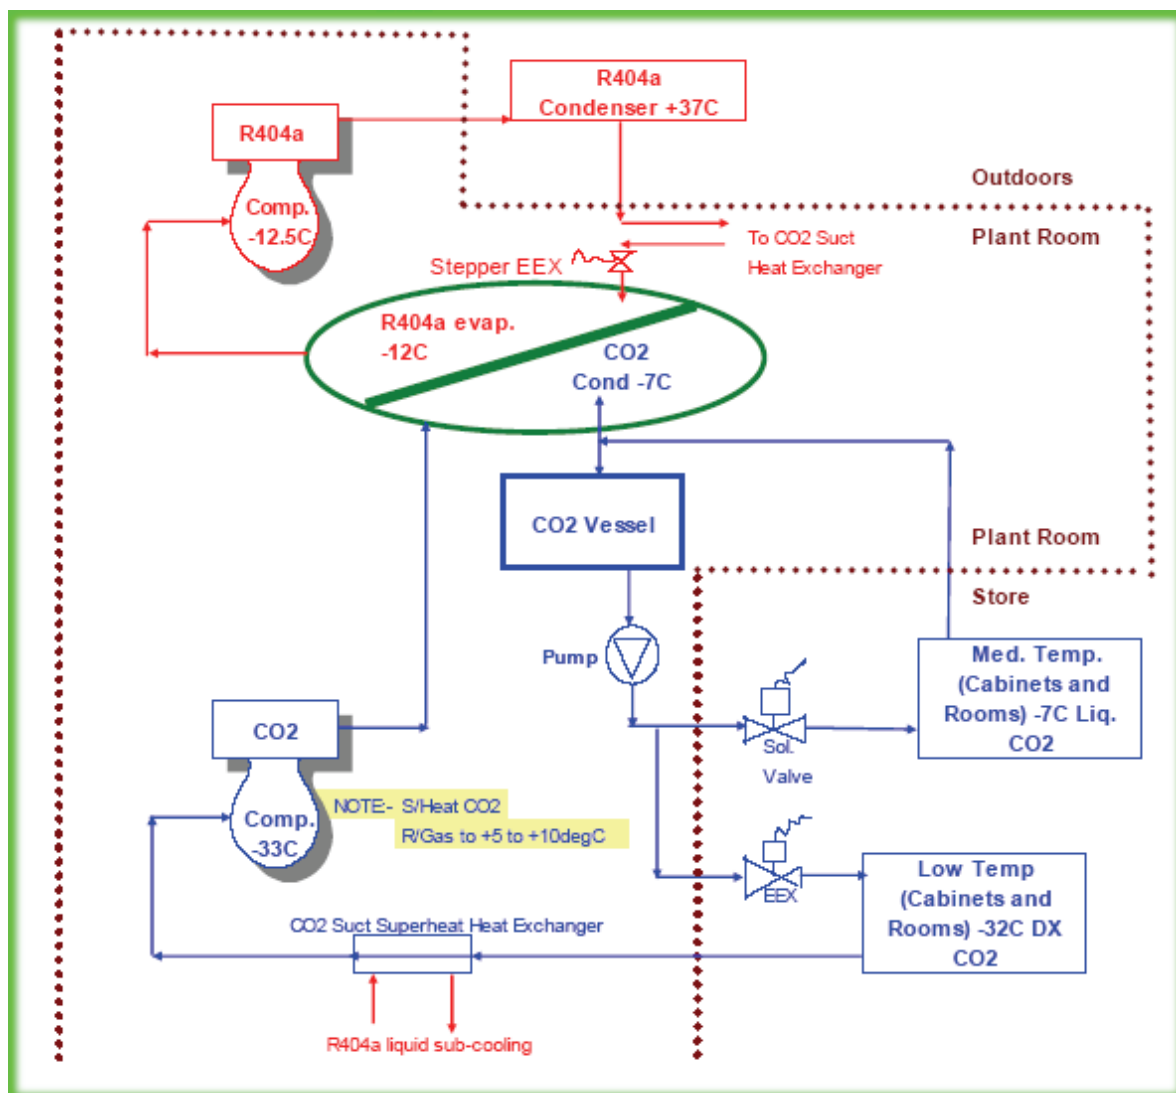 R404a
Condenser +37C
R404a
Outdoors
Comp.
-12.5C
To CO2 Suct
Heat Exchanger
Plant Room
Stepper EEX
R404a evap.
-12C
CO2
Cond -7C
CO2 Vessel
Plant Room
Store
Pump
Med. Temp.
(Cabinets and
Rooms) -7C Liq.
CO2
Sol.
Valve
CO2
Comp.
-33C
NOTE:- S/Heat CO2
R/Gas to +5 to +10degC
EEX
Low Temp
(Cabinets and
Rooms) -32C DX
CO2
CO2 Suct Superheat Heat Exchanger
R404a liquid sub-cooling